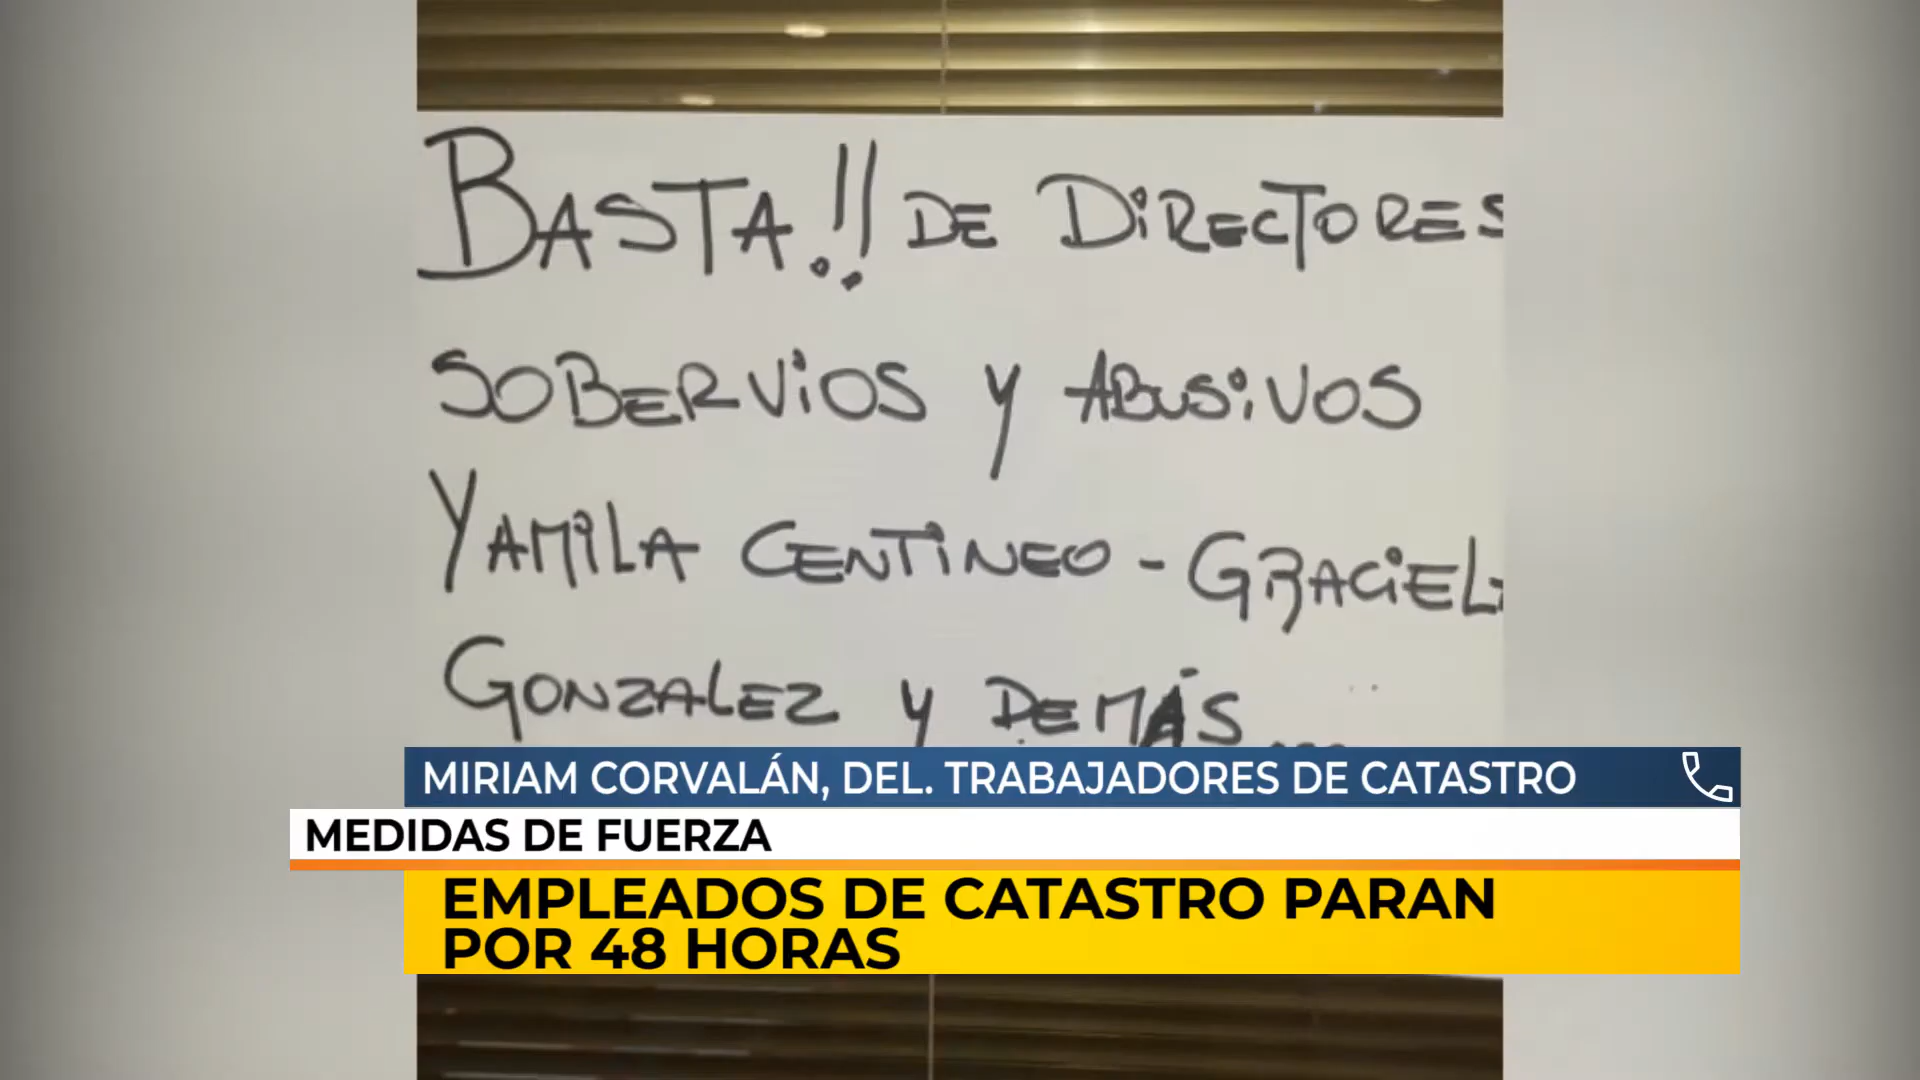 BASTA!! DE DIRECTORES
SOBERVIOS Y ABUSIVOS
YAMILA CENTINEO - GRACIELA
GONZALEZ Y DEMÁS...
MIRIAM CORVALÁN, DEL. TRABAJADORES DE CATASTRO
MEDIDAS DE FUERZA
EMPLEADOS DE CATASTRO PARAN
POR 48 HORAS